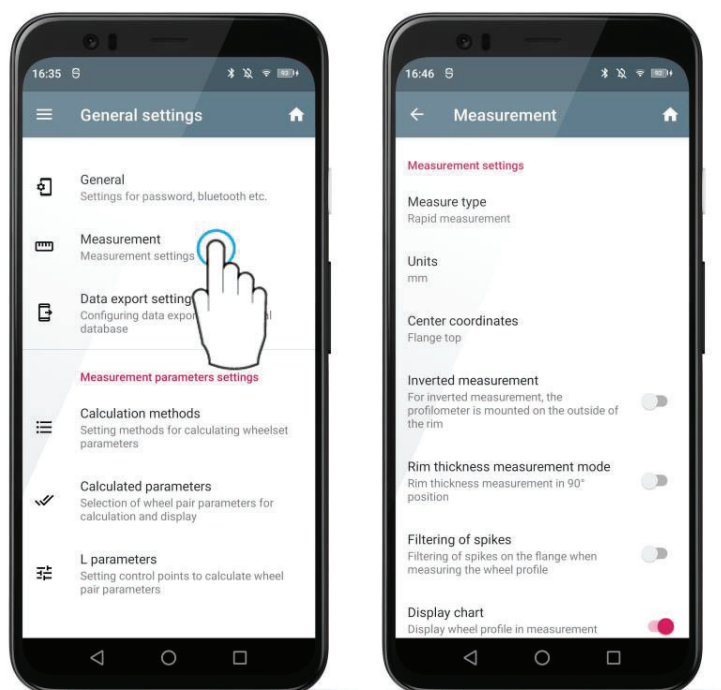 16:35
93
General settings
General
Settings for password, bluetooth etc.
Measurement
Measurement settings
Data export setting
Configuring data expor
database
Measurement parameters settings
Calculation methods
Setting methods for calculating wheelset
parameters
Calculated parameters
Selection of wheel pair parameters for
calculation and display
L parameters
Setting control points to calculate wheel
pair parameters
16:46
93
Measurement
Measurement settings
Measure type
Rapid measurement
Units
mm
Center coordinates
Flange top
Inverted measurement
For inverted measurement, the
profilometer is mounted on the outside of
the rim
Rim thickness measurement mode
Rim thickness measurement in 90°
position
Filtering of spikes
Filtering of spikes on the flange when
measuring the wheel profile
Display chart
Display wheel profile in measurement